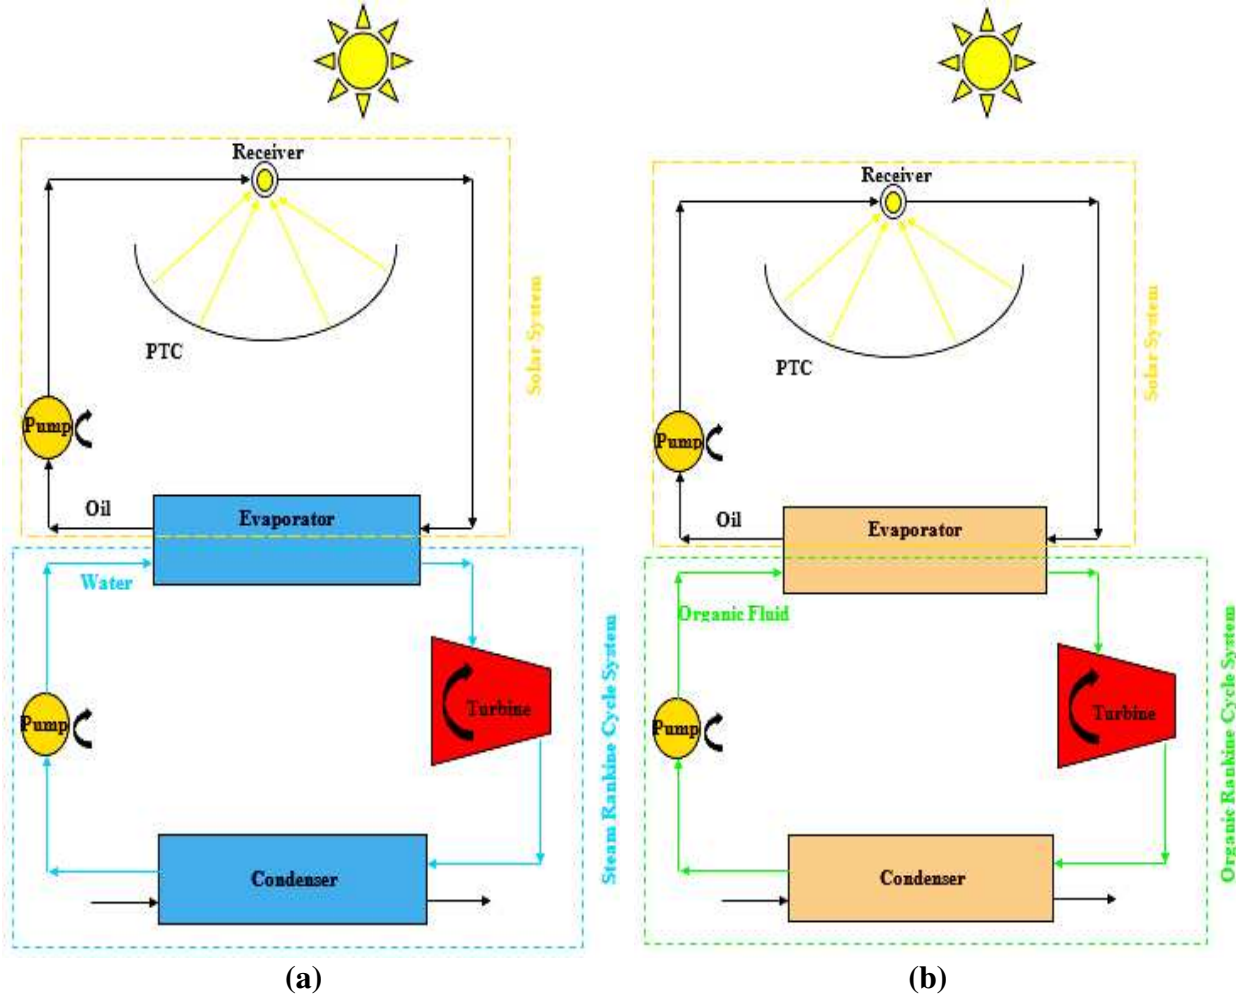 Receiver
PTC
Solar System
Pump
Oil
Evaporator
Water
Pump
Turbine
Steam Rankine Cycle System
Condenser
(a)
Receiver
PTC
Solar System
Pump
Oil
Evaporator
Organic Fluid
Pump
Turbine
Organic Rankine Cycle System
Condenser
(b)